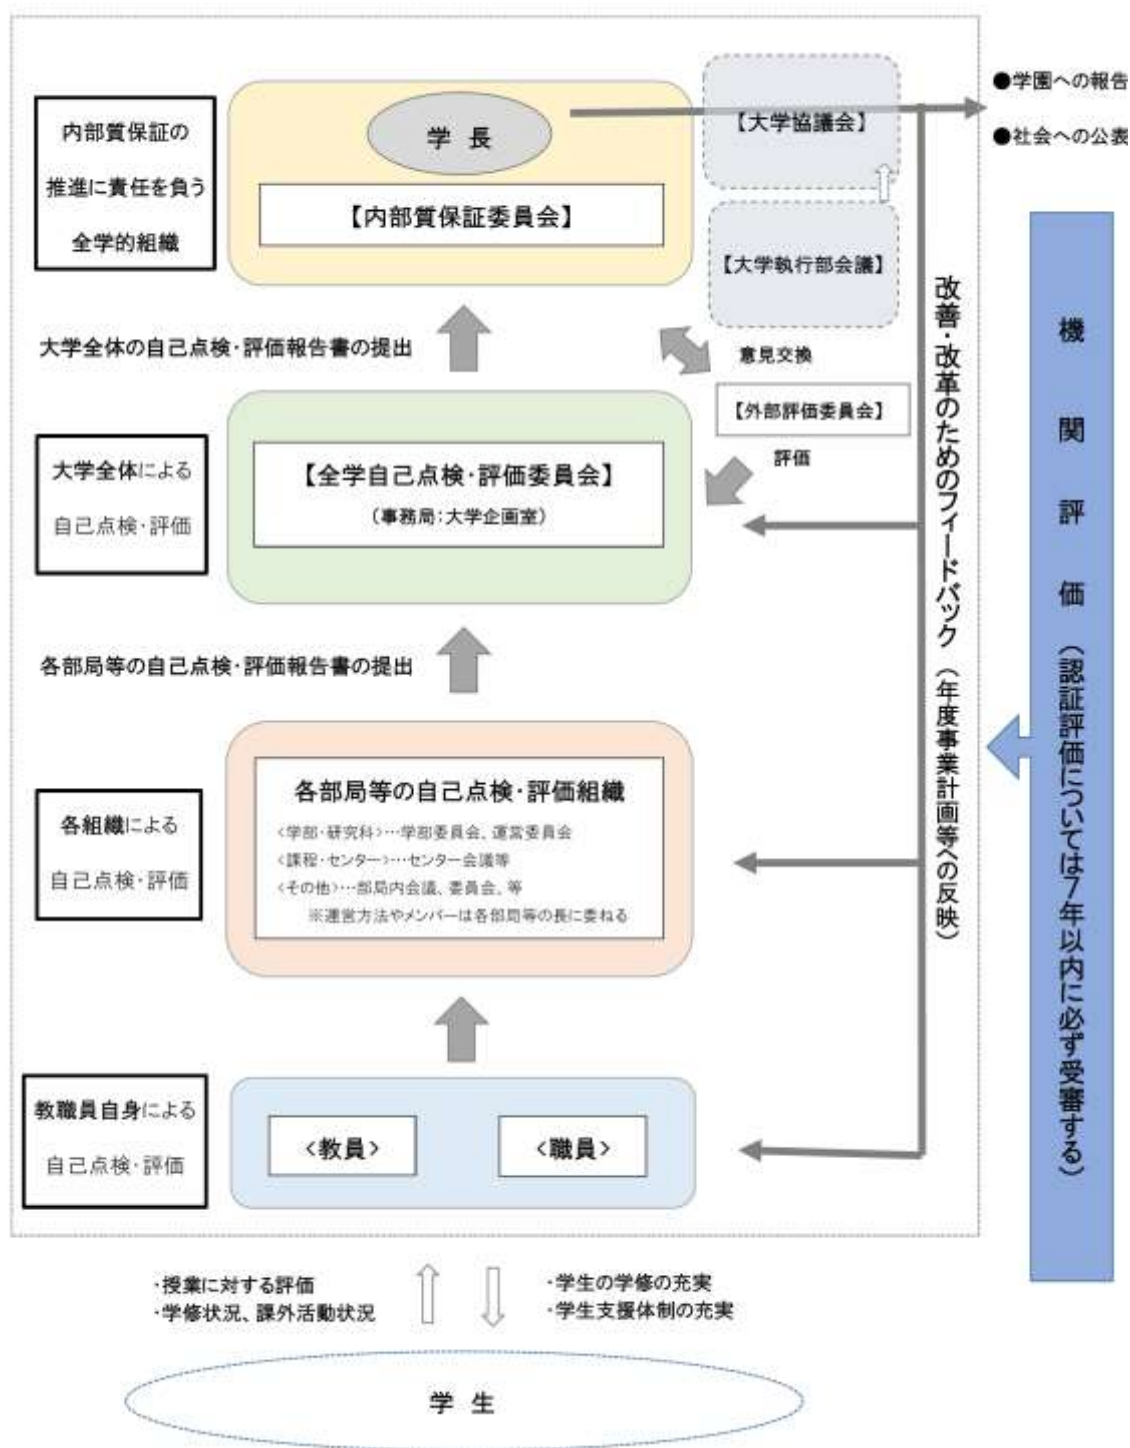 内部質保証の
推進に責任を負う
全学的組織
学 長
【内部質保証委員会】
【大学協議会】
【大学執行部会議】
●学園への報告
●社会への公表
大学全体の自己点検・評価報告書の提出
意見交換
【外部評価委員会】
評価
大学全体による
自己点検・評価
【全学自己点検・評価委員会】
（事務局：大学企画室）
各部局等の自己点検・評価報告書の提出
各組織による
自己点検・評価
各部局等の自己点検・評価組織
<学部・研究科>…学部委員会、運営委員会
<課程・センター>…センター会議等
<その他>…部局内会議、委員会、等
※運営方法やメンバーは各部局等の長に委ねる
教職員自身による
自己点検・評価
<教員>
<職員>
改善・改革のためのフィードバック（年度事業計画等への反映）
機関評価（認証評価については７年以内に必ず受審する）
・授業に対する評価
・学修状況、課外活動状況
・学生の学修の充実
・学生支援体制の充実
学 生